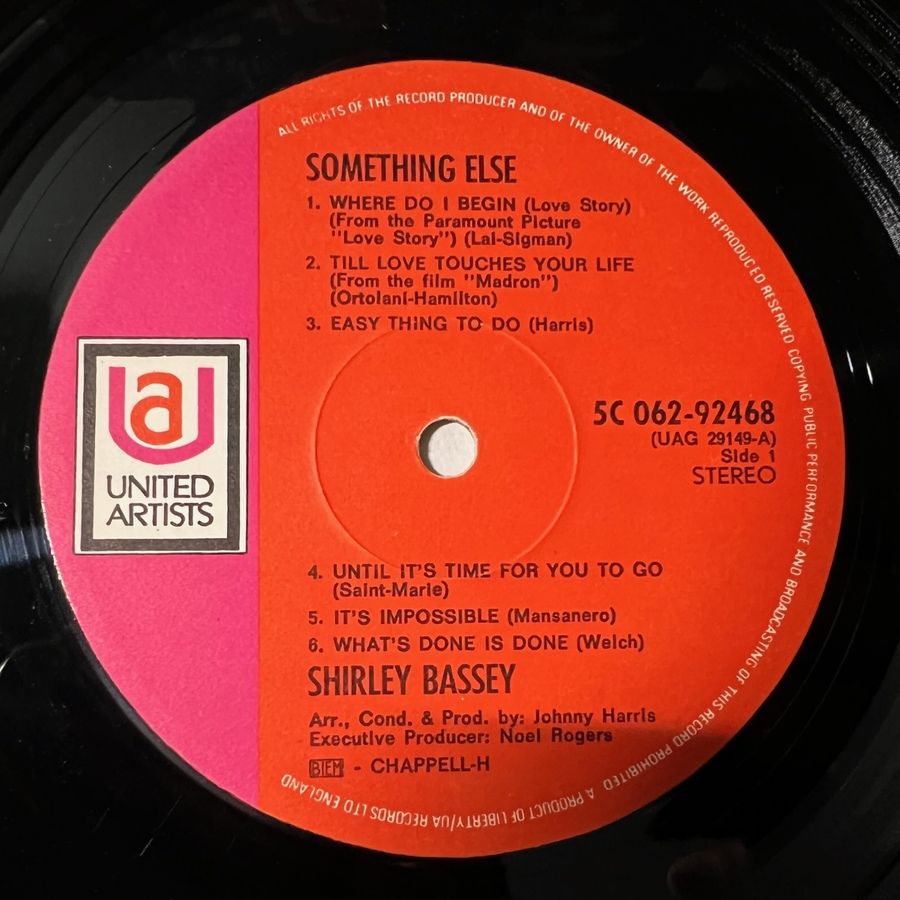 ALL RIGHTS OF THE RECORD PRODUCER AND OF THE OWNER OF THE WORK REPRODUCED RESERVED COPYING PUBLIC PERFORMANCE AND BROADCASTING OF THIS RECORD PROHIBITED A PRODUCT OF LIBERTY/UA RECORDS LTD ENGLAND
SOMETHING ELSE
1. WHERE DO I BEGIN (Love Story)
(From the Paramount Picture
"Love Story") (Lai-Sigman)
2. TILL LOVE TOUCHES YOUR LIFE
(From the film "Madron")
(Ortolani-Hamilton)
3. EASY THING TO DO (Harris)
ua
UNITED
ARTISTS
5C 062-92468
(UAG 29149-A)
Side 1
STEREO
4. UNTIL IT'S TIME FOR YOU TO GO
(Saint-Marie)
5. IT'S IMPOSSIBLE (Mansanero)
6. WHAT'S DONE IS DONE (Welch)
SHIRLEY BASSEY
Arr., Cond. & Prod. by: Johnny Harris
Executive Producer: Noel Rogers
BIEM - CHAPPELL-H